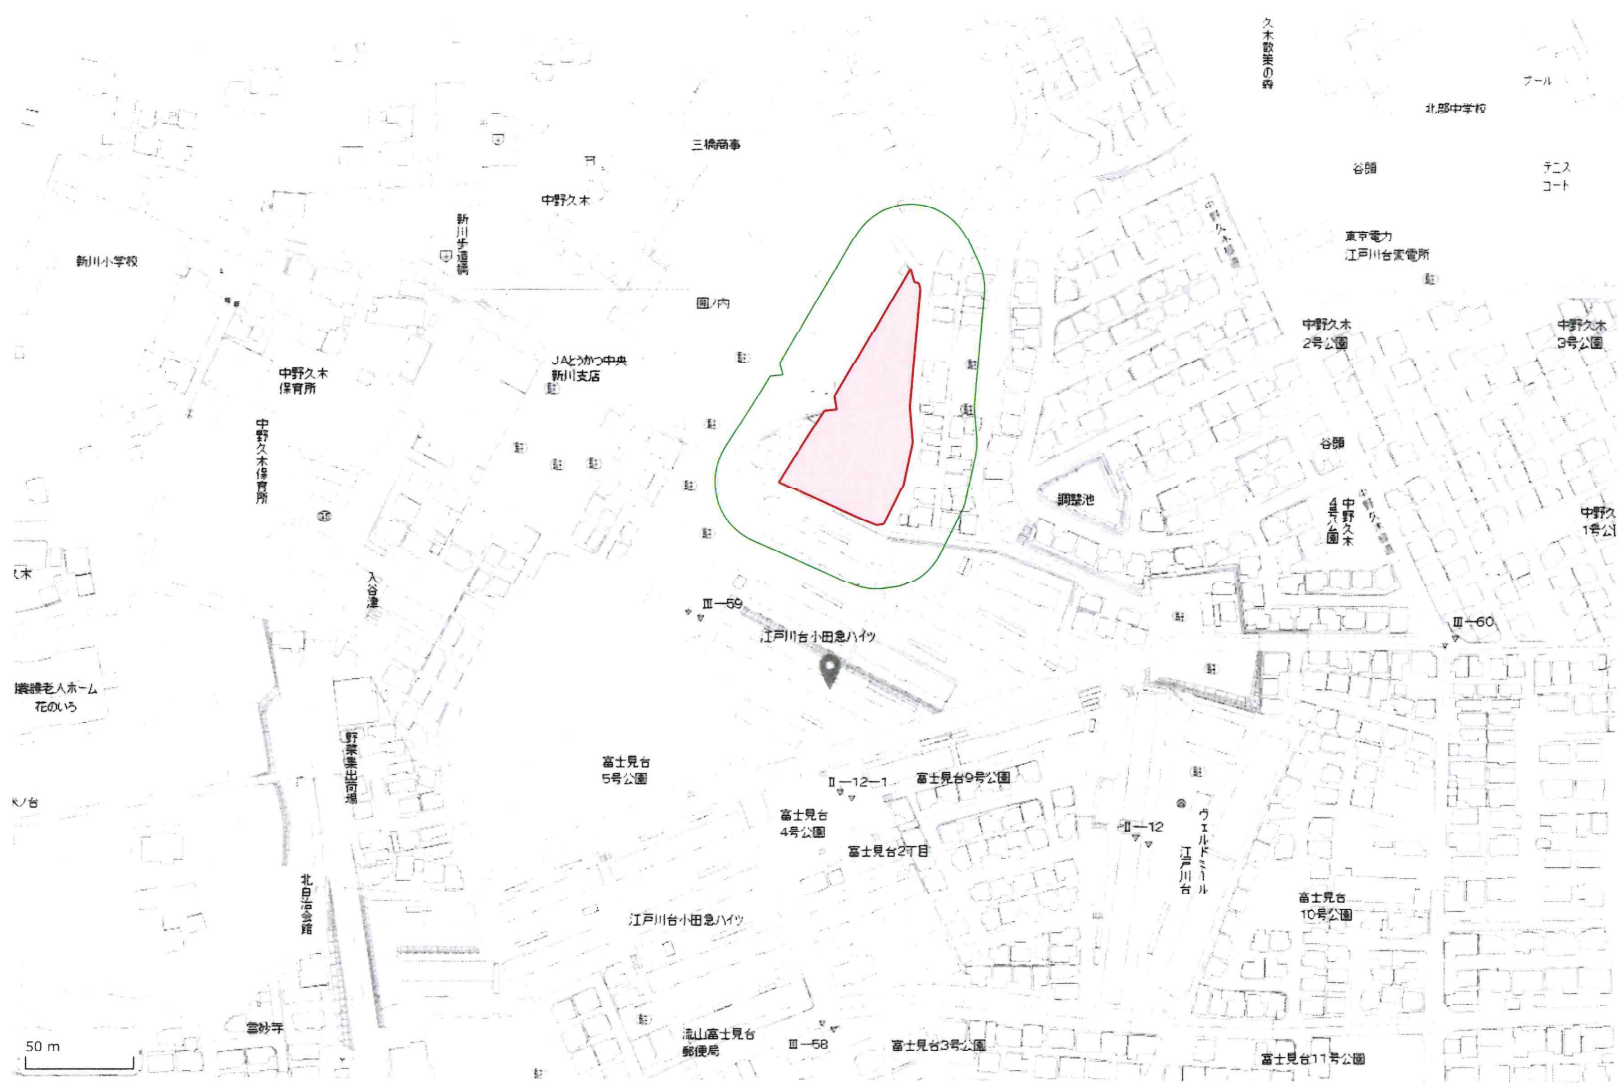 久木散策の森
プール
北部中学校
三橋商事
谷頭
テニス
コート
中野久木
新川歩道橋
東京電力
江戸川台変電所
新川小学校
中野久木
2号公園
中野久木
3号公園
JAとうかつ中央
新川支店
中野久木
保育所
中野久木保育所
谷頭
調整池
中野久木
4号公園
中野久
1号公
久木
入谷津
Ⅲ－59
江戸川台小田急ハイツ
Ⅲ－60
養護老人ホーム
花のいろ
野菜集出荷場
富士見台
5号公園
Ⅱ－12－1
富士見台9号公園
富士見台
4号公園
富士見台2丁目
Ⅱ－12
ヴェルドミール
江戸川台
北自治会館
富士見台
10号公園
江戸川台小田急ハイツ
雲妙寺
流山富士見台
郵便局
Ⅲ－58
富士見台3号公園
富士見台11号公園
50 m